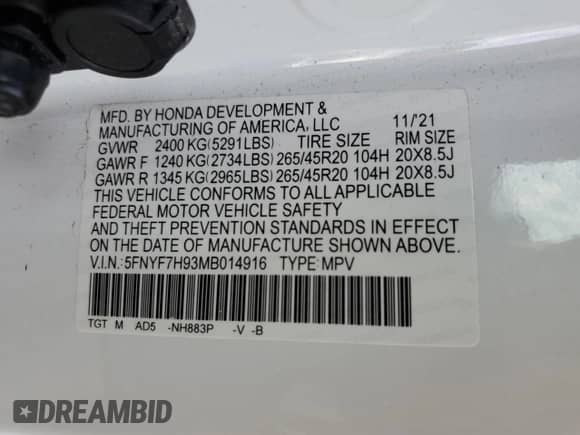 MFD. BY HONDA DEVELOPMENT &
MANUFACTURING OF AMERICA, LLC 11/'21
GVWR 2400 KG(5291LBS) TIRE SIZE RIM SIZE
GAWR F 1240 KG(2734LBS) 265/45R20 104H 20X8.5J
GAWR R 1345 KG(2965LBS) 265/45R20 104H 20X8.5J
THIS VEHICLE CONFORMS TO ALL APPLICABLE
FEDERAL MOTOR VEHICLE SAFETY
AND THEFT PREVENTION STANDARDS IN EFFECT
ON THE DATE OF MANUFACTURE SHOWN ABOVE.
V.I.N.:5FNYF7H93MB014916 TYPE:MPV
TGT M AD5 -NH883P -V -B
DREAMBID